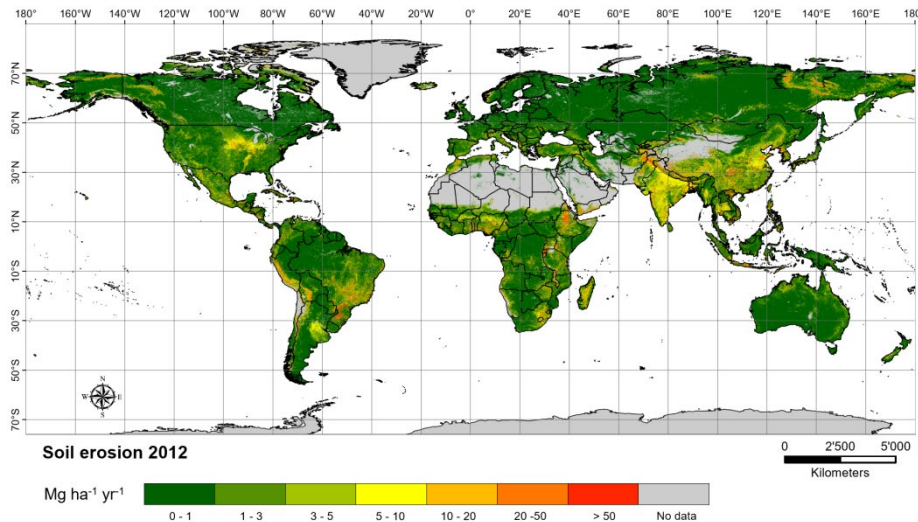 180° 160°W 140°W 120°W 100°W 80°W 60°W 40°W 20°W 0° 20°E 40°E 60°E 80°E 100°E 120°E 140°E 160°E 180°
70°N
50°N
30°N
10°N
10°S
30°S
50°S
70°S
N
W E
S
Soil erosion 2012
0 2'500 5'000
Kilometers
Mg ha⁻¹ yr⁻¹
0 - 1 1 - 3 3 - 5 5 - 10 10 - 20 20 -50 > 50 No data